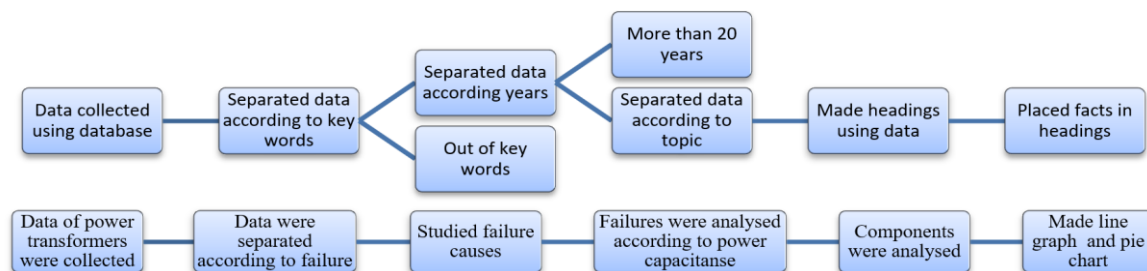 More than 20
years
Separated data
according years
Data collected
using database
Separated data
according to key
words
Separated data
according to
topic
Made headings
using data
Placed facts in
headings
Out of key
words
Data of power
transformers
were collected
Data were
separated
according to failure
Studied failure
causes
Failures were analysed
according to power
capacitanse
Components
were analysed
Made line
graph and pie
chart